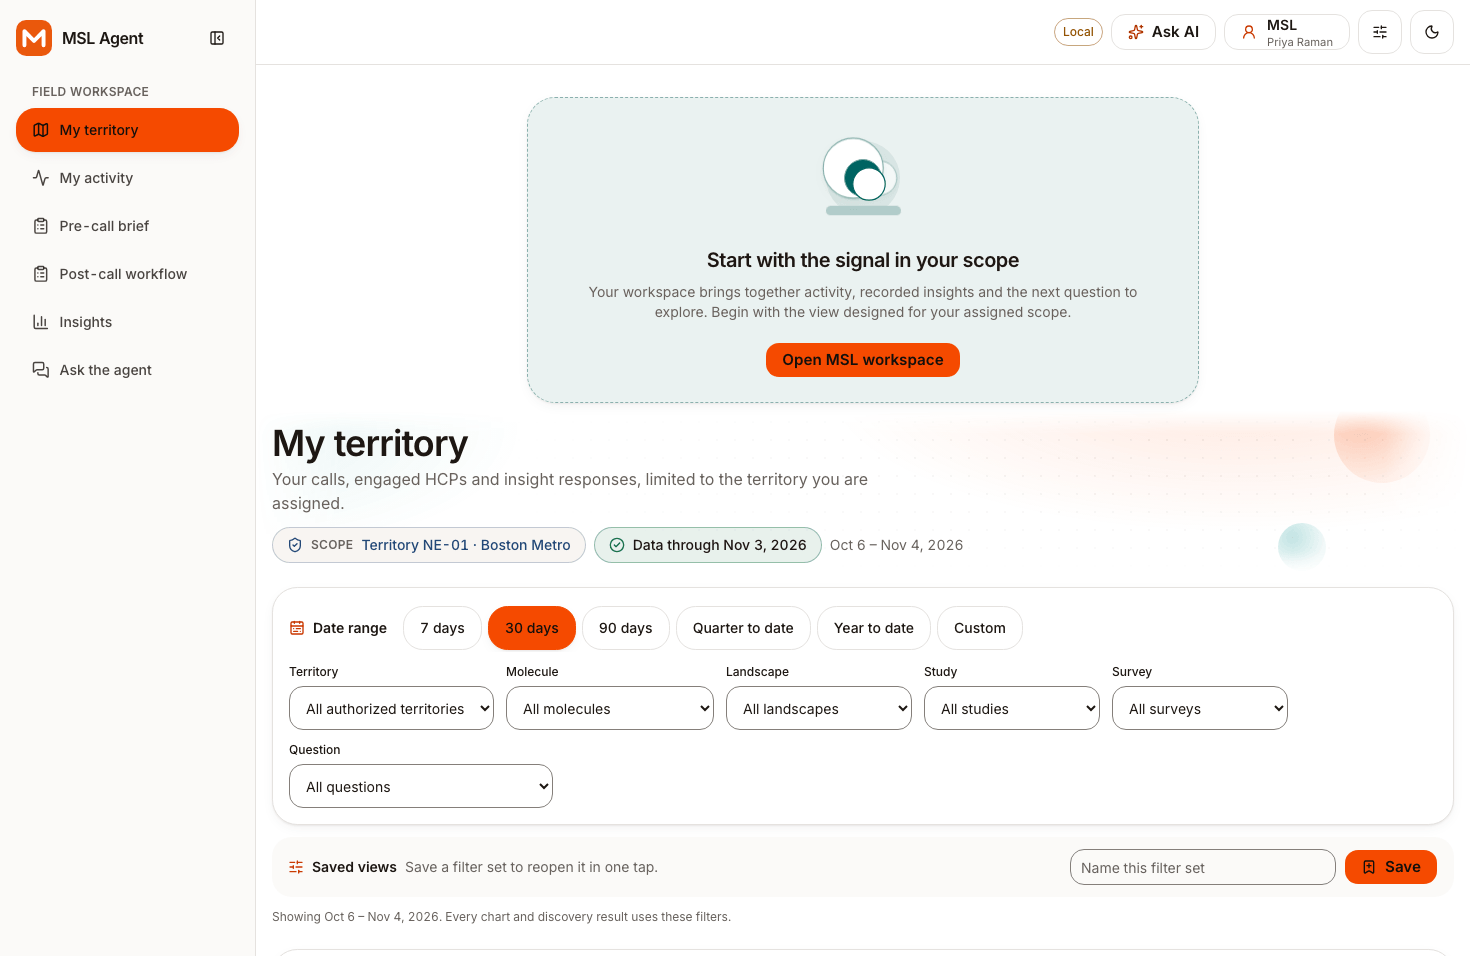 MSL Agent
FIELD WORKSPACE
My territory
My activity
Pre-call brief
Post-call workflow
Insights
Ask the agent
Local
Ask AI
MSL
Priya Raman
Start with the signal in your scope
Your workspace brings together activity, recorded insights and the next question to
explore. Begin with the view designed for your assigned scope.
Open MSL workspace
My territory
Your calls, engaged HCPs and insight responses, limited to the territory you are
assigned.
SCOPE Territory NE-01 · Boston Metro
Data through Nov 3, 2026
Oct 6 – Nov 4, 2026
Date range
7 days
30 days
90 days
Quarter to date
Year to date
Custom
Territory
All authorized territories
Molecule
All molecules
Landscape
All landscapes
Study
All studies
Survey
All surveys
Question
All questions
Saved views Save a filter set to reopen it in one tap.
Name this filter set
Save
Showing Oct 6 – Nov 4, 2026. Every chart and discovery result uses these filters.